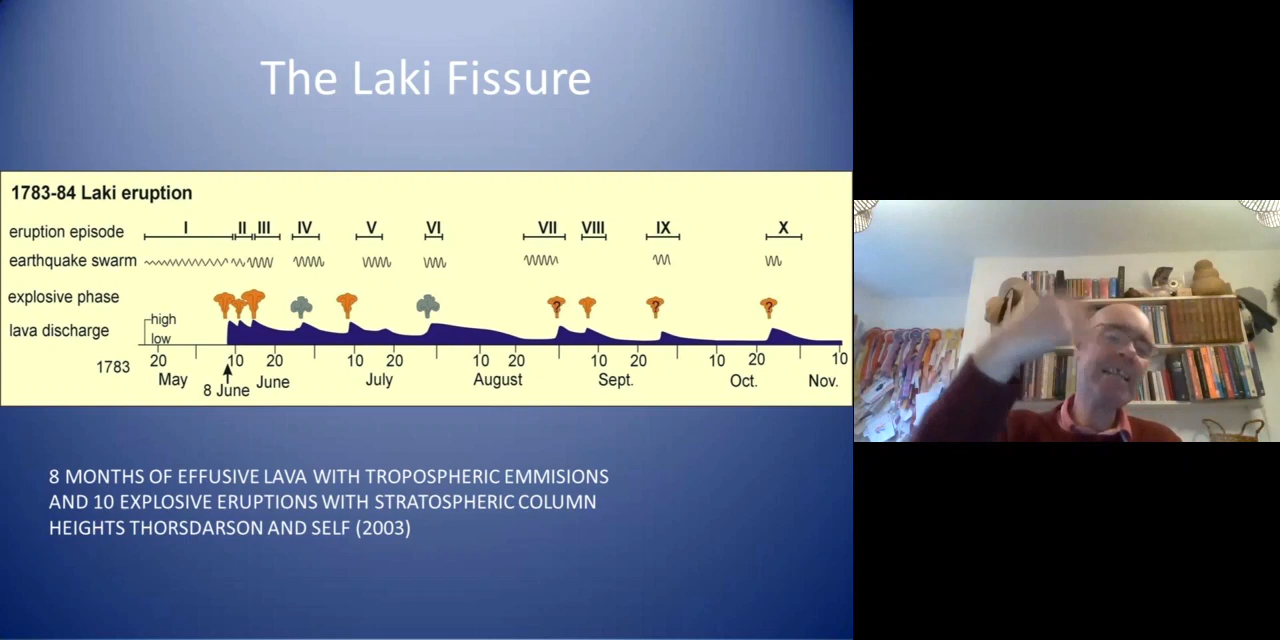 The Laki Fissure
1783-84 Laki eruption
eruption episode I II III IV V VI VII VIII IX X
earthquake swarm
explosive phase ? ? ?
lava discharge high
low
1783 20 10 20 10 20 10 20 10 20 10 20 10
May June July August Sept. Oct. Nov.
8 June
8 MONTHS OF EFFUSIVE LAVA WITH TROPOSPHERIC EMMISIONS
AND 10 EXPLOSIVE ERUPTIONS WITH STRATOSPHERIC COLUMN
HEIGHTS THORSDARSON AND SELF (2003)